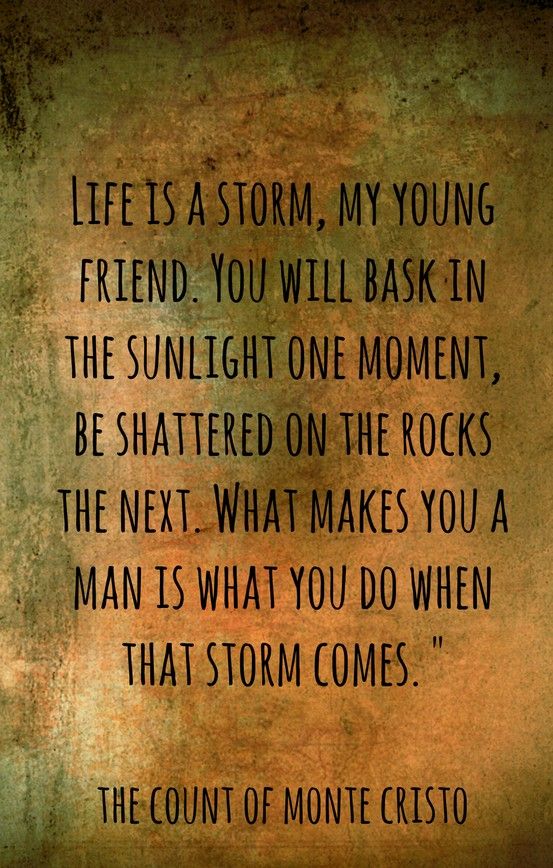 Life is a storm, my young
friend. You will bask in
the sunlight one moment,
be shattered on the rocks
the next. What makes you a
man is what you do when
that storm comes. "
the count of monte cristo